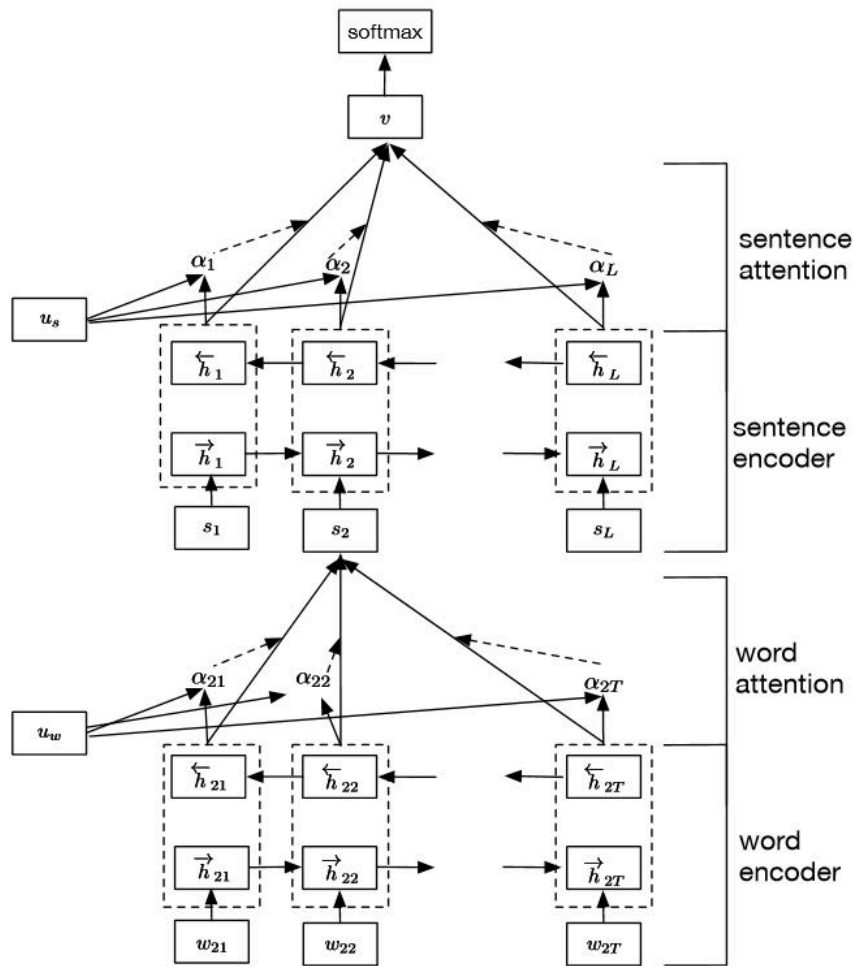 softmax
v
α1 α2 αL
sentence
attention
us
←h1 ←h2 ←hL
→h1 →h2 →hL
sentence
encoder
s1 s2 sL
α21 α22 α2T
word
attention
uw
←h21 ←h22 ←h2T
→h21 →h22 →h2T
word
encoder
w21 w22 w2T